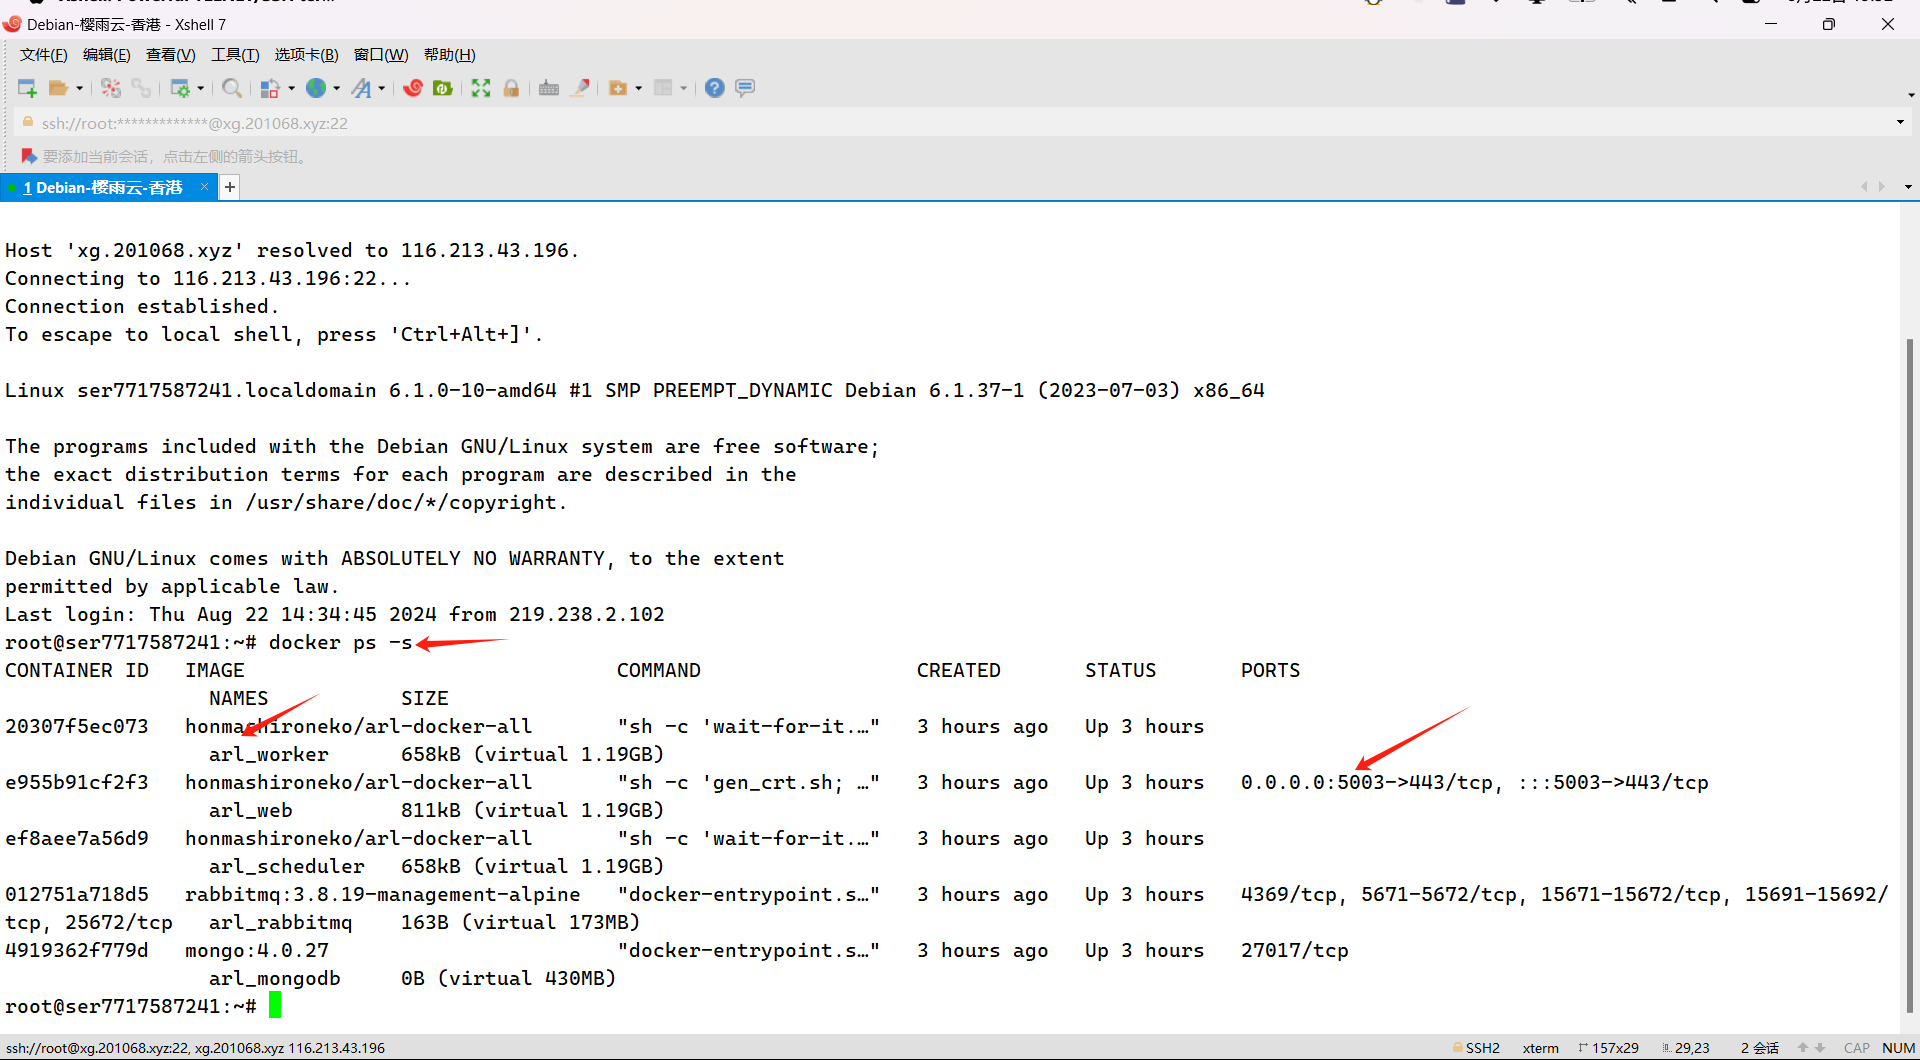 Debian-樱雨云-香港 - Xshell 7
文件(F) 编辑(E) 查看(V) 工具(T) 选项卡(B) 窗口(W) 帮助(H)
ssh://root:*************@xg.201068.xyz:22
要添加当前会话，点击左侧的箭头按钮。
1 Debian-樱雨云-香港 × +
Host 'xg.201068.xyz' resolved to 116.213.43.196.
Connecting to 116.213.43.196:22...
Connection established.
To escape to local shell, press 'Ctrl+Alt+]'.
Linux ser7717587241.localdomain 6.1.0-10-amd64 #1 SMP PREEMPT_DYNAMIC Debian 6.1.37-1 (2023-07-03) x86_64
The programs included with the Debian GNU/Linux system are free software;
the exact distribution terms for each program are described in the
individual files in /usr/share/doc/*/copyright.
Debian GNU/Linux comes with ABSOLUTELY NO WARRANTY, to the extent
permitted by applicable law.
Last login: Thu Aug 22 14:34:45 2024 from 219.238.2.102
root@ser7717587241:~# docker ps -s
CONTAINER ID IMAGE COMMAND CREATED STATUS PORTS
NAMES SIZE
20307f5ec073 honmashironeko/arl-docker-all "sh -c 'wait-for-it.…" 3 hours ago Up 3 hours
arl_worker 658kB (virtual 1.19GB)
e955b91cf2f3 honmashironeko/arl-docker-all "sh -c 'gen_crt.sh; …" 3 hours ago Up 3 hours 0.0.0.0:5003->443/tcp, :::5003->443/tcp
arl_web 811kB (virtual 1.19GB)
ef8aee7a56d9 honmashironeko/arl-docker-all "sh -c 'wait-for-it.…" 3 hours ago Up 3 hours
arl_scheduler 658kB (virtual 1.19GB)
012751a718d5 rabbitmq:3.8.19-management-alpine "docker-entrypoint.s…" 3 hours ago Up 3 hours 4369/tcp, 5671-5672/tcp, 15671-15672/tcp, 15691-15692/
tcp, 25672/tcp arl_rabbitmq 163B (virtual 173MB)
4919362f779d mongo:4.0.27 "docker-entrypoint.s…" 3 hours ago Up 3 hours 27017/tcp
arl_mongodb 0B (virtual 430MB)
root@ser7717587241:~#
ssh://root@xg.201068.xyz:22, xg.201068.xyz 116.213.43.196 SSH2 xterm 157x29 29,23 2 会话 CAP NUM